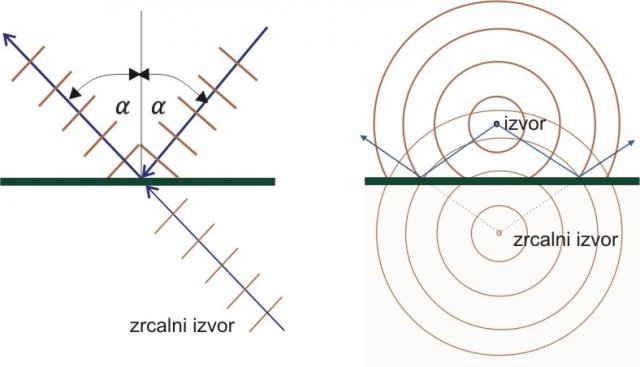 α α
zrcalni izvor
izvor
zrcalni izvor